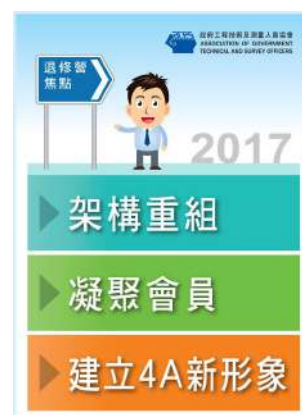 政府工程技術及測量人員協會
ASSOCIATION OF GOVERNMENT
TECHNICAL AND SURVEY OFFICERS
退修營
焦點
2017
架構重組
凝聚會員
建立4A新形象